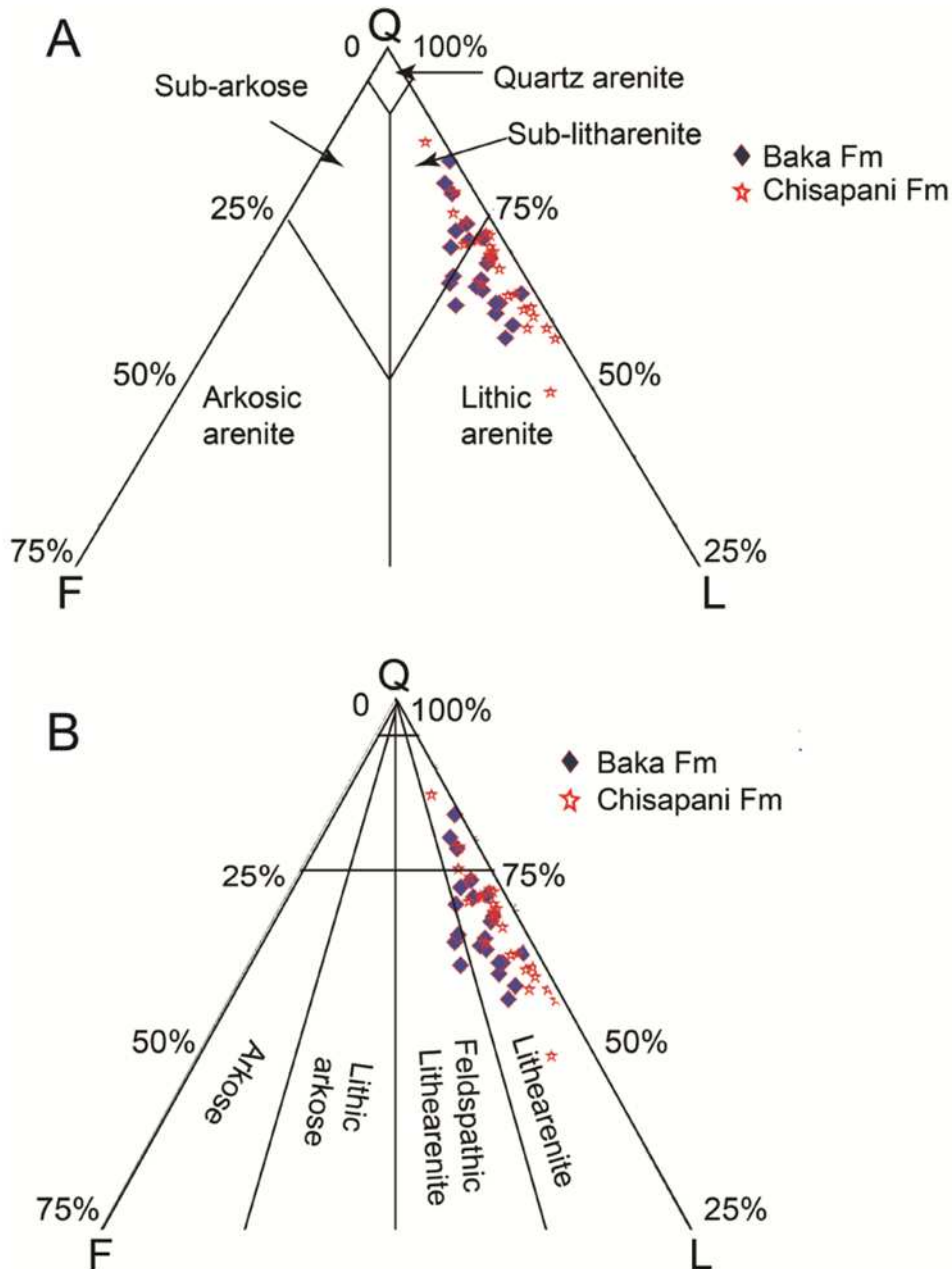 A
Q
0
100%
Sub-arkose
Quartz arenite
Sub-litharenite
Baka Fm
Chisapani Fm
25%
75%
50%
50%
Arkosic
arenite
Lithic
arenite
75%
25%
F
L
B
Q
0
100%
Baka Fm
Chisapani Fm
25%
75%
50%
50%
Arkose
Lithic
arkose
Feldspathic
Lithearenite
Lithearenite
75%
25%
F
L